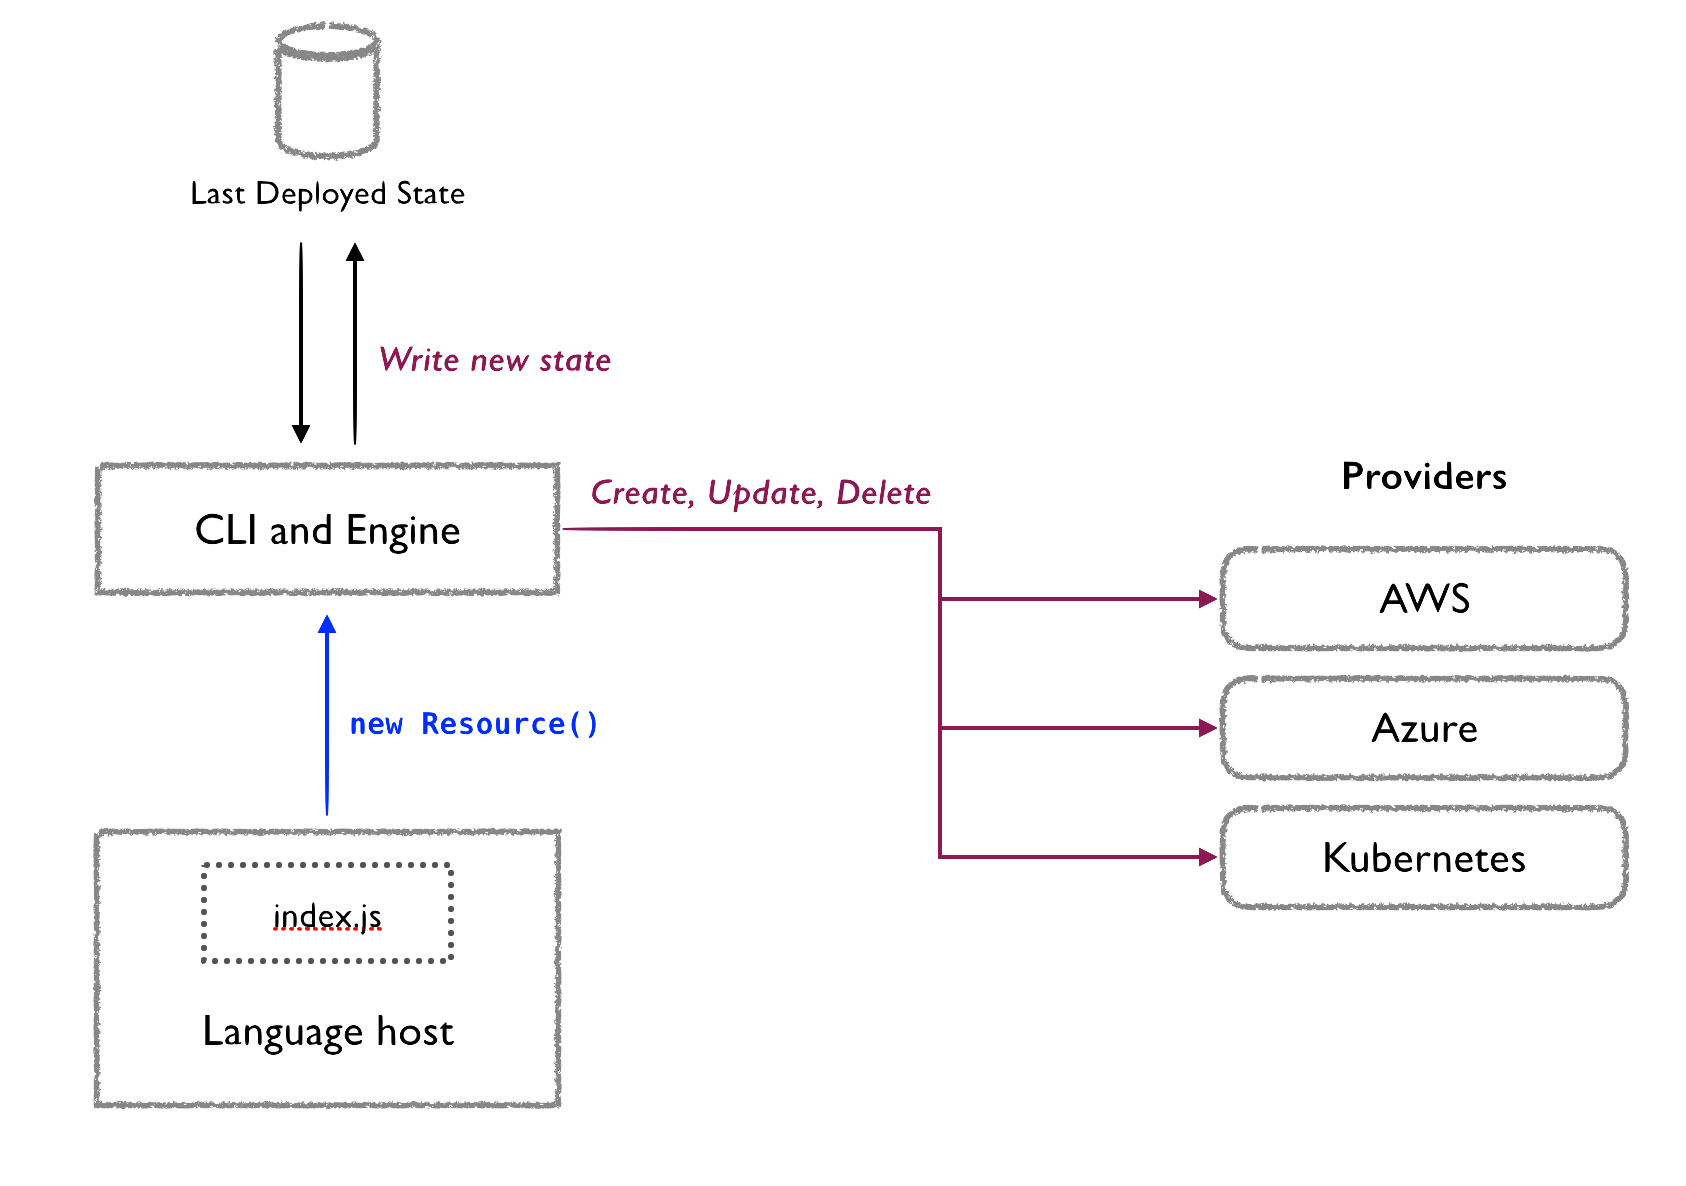 Last Deployed State
Write new state
CLI and Engine
Create, Update, Delete
Providers
AWS
Azure
Kubernetes
new Resource()
index.js
Language host